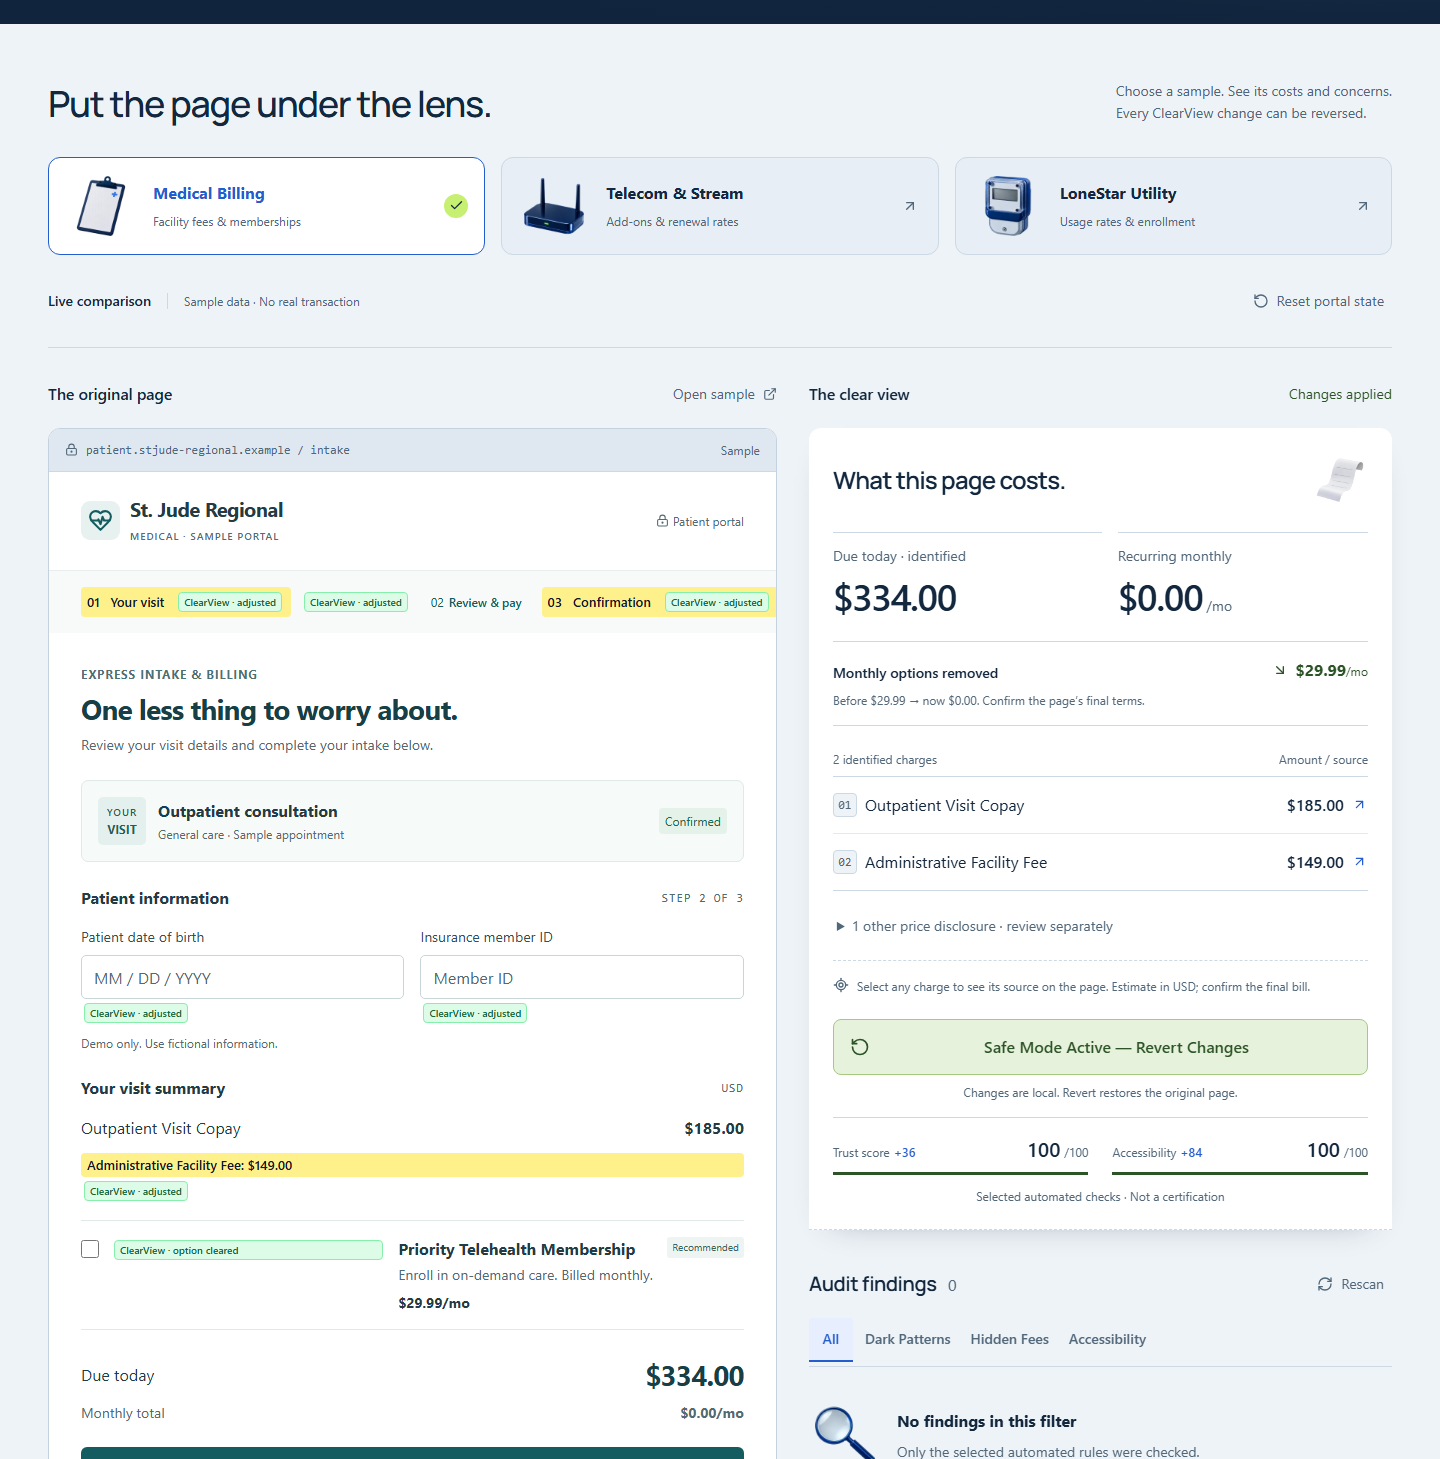 Put the page under the lens.
Choose a sample. See its costs and concerns.
Every ClearView change can be reversed.
Medical Billing
Facility fees & memberships
Telecom & Stream
Add-ons & renewal rates
LoneStar Utility
Usage rates & enrollment
Live comparison
Sample data · No real transaction
Reset portal state
The original page
Open sample
patient.stjude-regional.example / intake
Sample
St. Jude Regional
MEDICAL · SAMPLE PORTAL
Patient portal
01 Your visit ClearView · adjusted ClearView · adjusted 02 Review & pay 03 Confirmation ClearView · adjusted
EXPRESS INTAKE & BILLING
One less thing to worry about.
Review your visit details and complete your intake below.
YOUR
VISIT
Outpatient consultation
General care · Sample appointment
Confirmed
Patient information
STEP 2 OF 3
Patient date of birth
Insurance member ID
MM / DD / YYYY
Member ID
ClearView · adjusted
ClearView · adjusted
Demo only. Use fictional information.
Your visit summary
USD
Outpatient Visit Copay
$185.00
Administrative Facility Fee: $149.00
ClearView · adjusted
ClearView · option cleared
Priority Telehealth Membership
Recommended
Enroll in on-demand care. Billed monthly.
$29.99/mo
Due today
$334.00
Monthly total
$0.00/mo
The clear view
Changes applied
What this page costs.
Due today · identified
$334.00
Recurring monthly
$0.00 /mo
Monthly options removed
$29.99/mo
Before $29.99 → now $0.00. Confirm the page's final terms.
2 identified charges
Amount / source
01 Outpatient Visit Copay
$185.00
02 Administrative Facility Fee
$149.00
1 other price disclosure · review separately
Select any charge to see its source on the page. Estimate in USD; confirm the final bill.
Safe Mode Active — Revert Changes
Changes are local. Revert restores the original page.
Trust score +36
100 /100
Accessibility +84
100 /100
Selected automated checks · Not a certification
Audit findings 0
Rescan
All
Dark Patterns
Hidden Fees
Accessibility
No findings in this filter
Only the selected automated rules were checked.